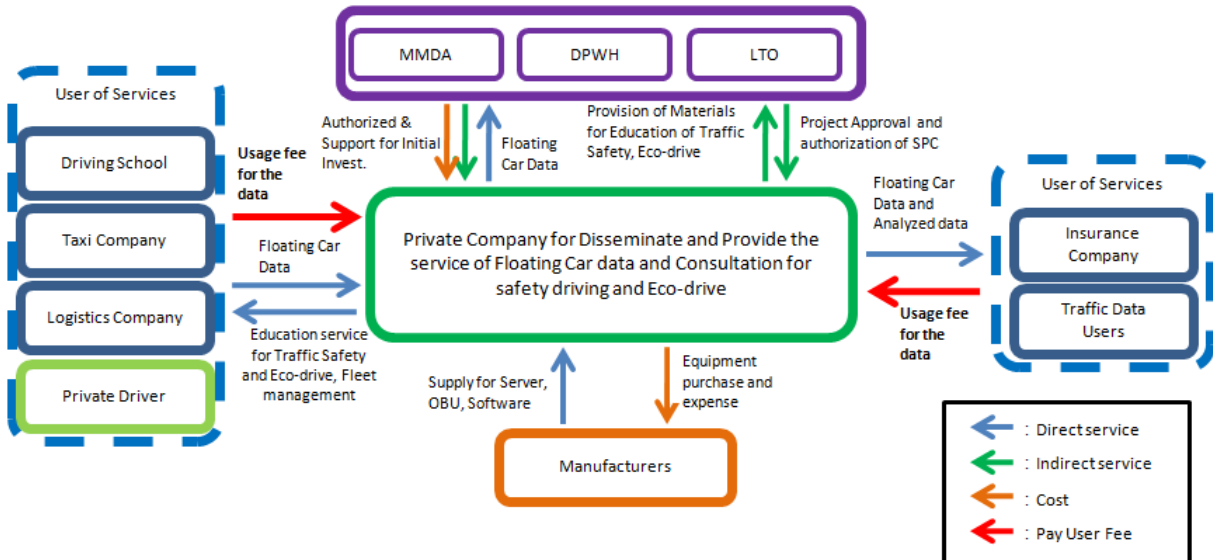 MMDA
DPWH
LTO
User of Services
Driving School
Taxi Company
Logistics Company
Private Driver
Usage fee
for the
data
Floating Car
Data
Education service
for Traffic Safety
and Eco-drive, Fleet
management
Authorized &
Support for Initial
Invest.
Floating
Car Data
Provision of Materials
for Education of Traffic
Safety, Eco-drive
Project Approval and
authorization of SPC
Private Company for Disseminate and Provide the
service of Floating Car data and Consultation for
safety driving and Eco-drive
Floating Car
Data and
Analyzed data
Usage fee
for the
data
User of Services
Insurance
Company
Traffic Data
Users
Supply for Server,
OBU, Software
Equipment
purchase and
expense
Manufacturers
: Direct service
: Indirect service
: Cost
: Pay User Fee